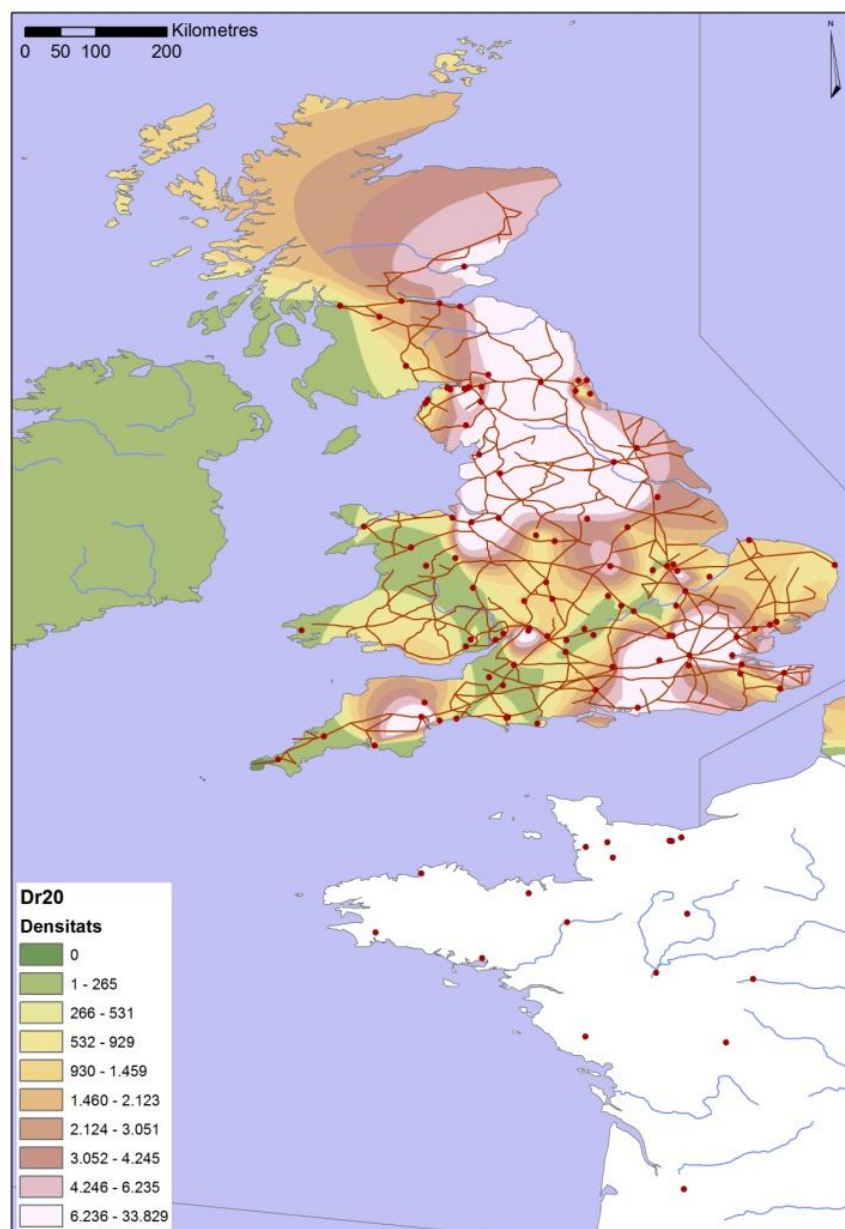 Kilometres
0 50 100 200
N
Dr20
Densitats
0
1 - 265
266 - 531
532 - 929
930 - 1.459
1.460 - 2.123
2.124 - 3.051
3.052 - 4.245
4.246 - 6.235
6.236 - 33.829